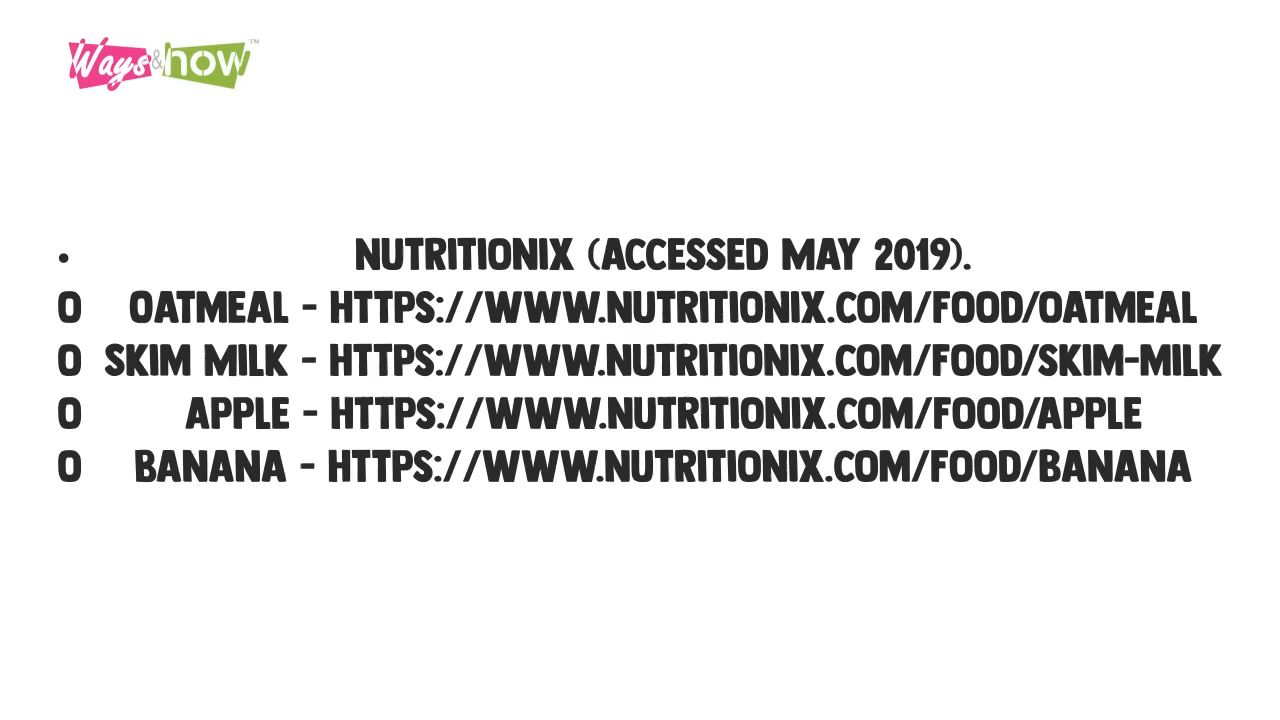 Ways&now™
• NUTRITIONIX (ACCESSED MAY 2019).
O OATMEAL - HTTPS://WWW.NUTRITIONIX.COM/FOOD/OATMEAL
O SKIM MILK - HTTPS://WWW.NUTRITIONIX.COM/FOOD/SKIM-MILK
O APPLE - HTTPS://WWW.NUTRITIONIX.COM/FOOD/APPLE
O BANANA - HTTPS://WWW.NUTRITIONIX.COM/FOOD/BANANA